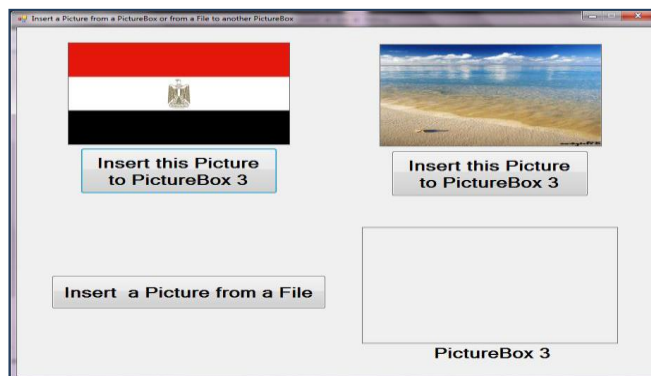 Insert a Picture from a PictureBox or from a File to another PictureBox
Insert this Picture
to PictureBox 3
Insert this Picture
to PictureBox 3
Insert  a Picture from a File
PictureBox 3